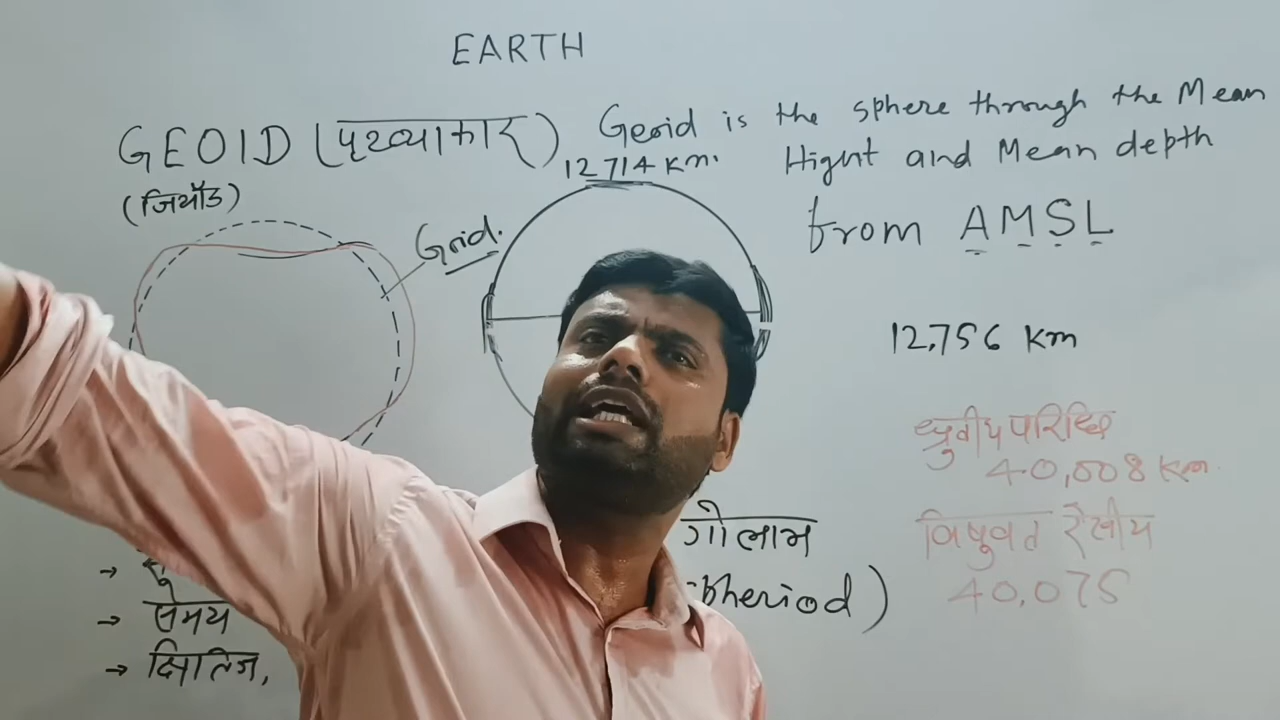 EARTH
GEOID (पृथ्व्याकार)
(जियॉड)
Geoid is the sphere through the Mean
Hight and Mean depth
from AMSL
12,714 km.
Geoid.
12,756 Km
ध्रुवीय परिधि
40,008 Km.
विषुवत रेखीय
40,075
गोलाभ
→ समय
→ क्षितिज,